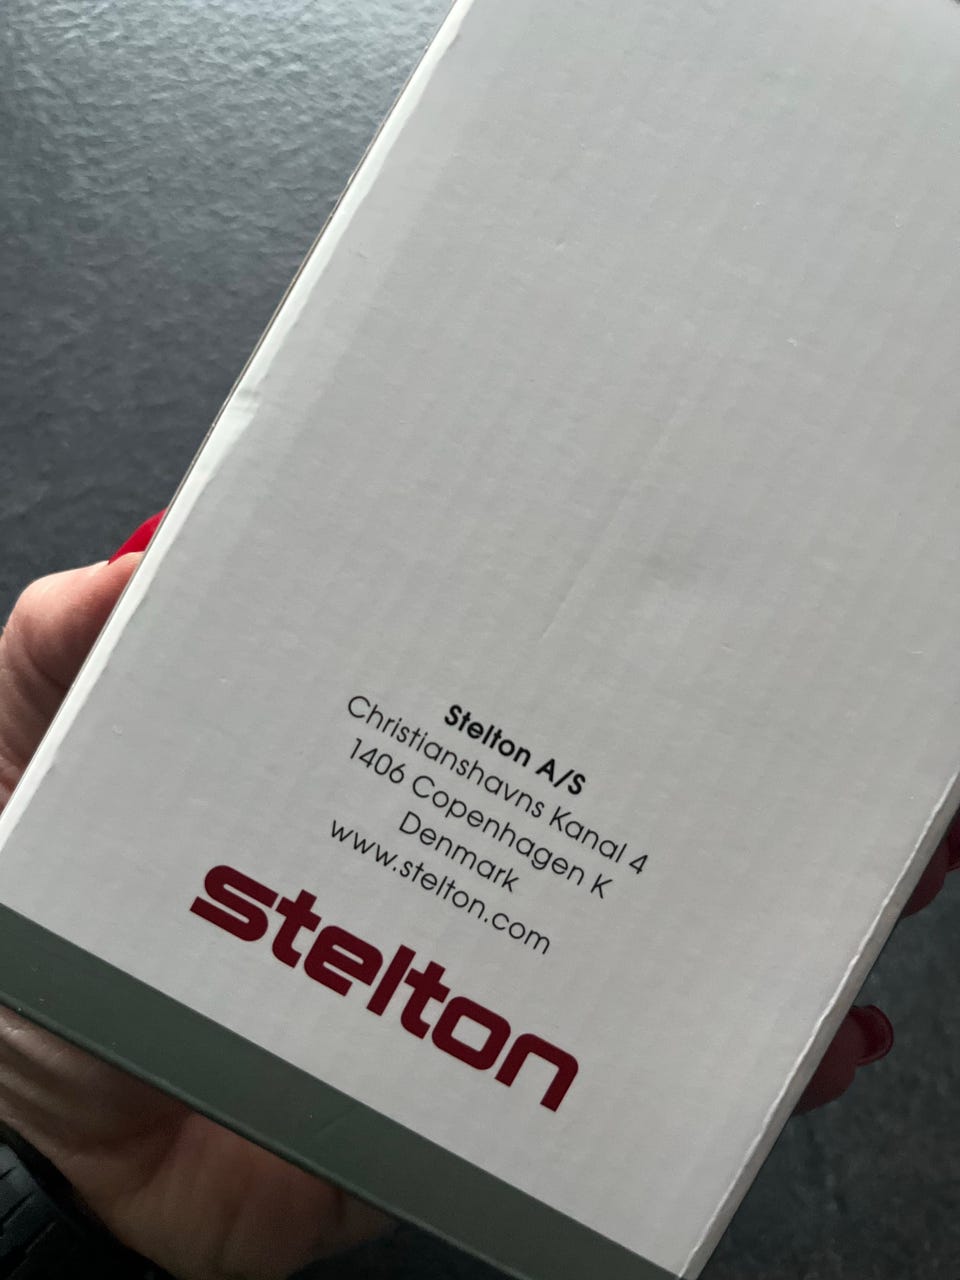 Stelton A/S
Christianshavns Kanal 4
1406 Copenhagen K
Denmark
www.stelton.com
stelton